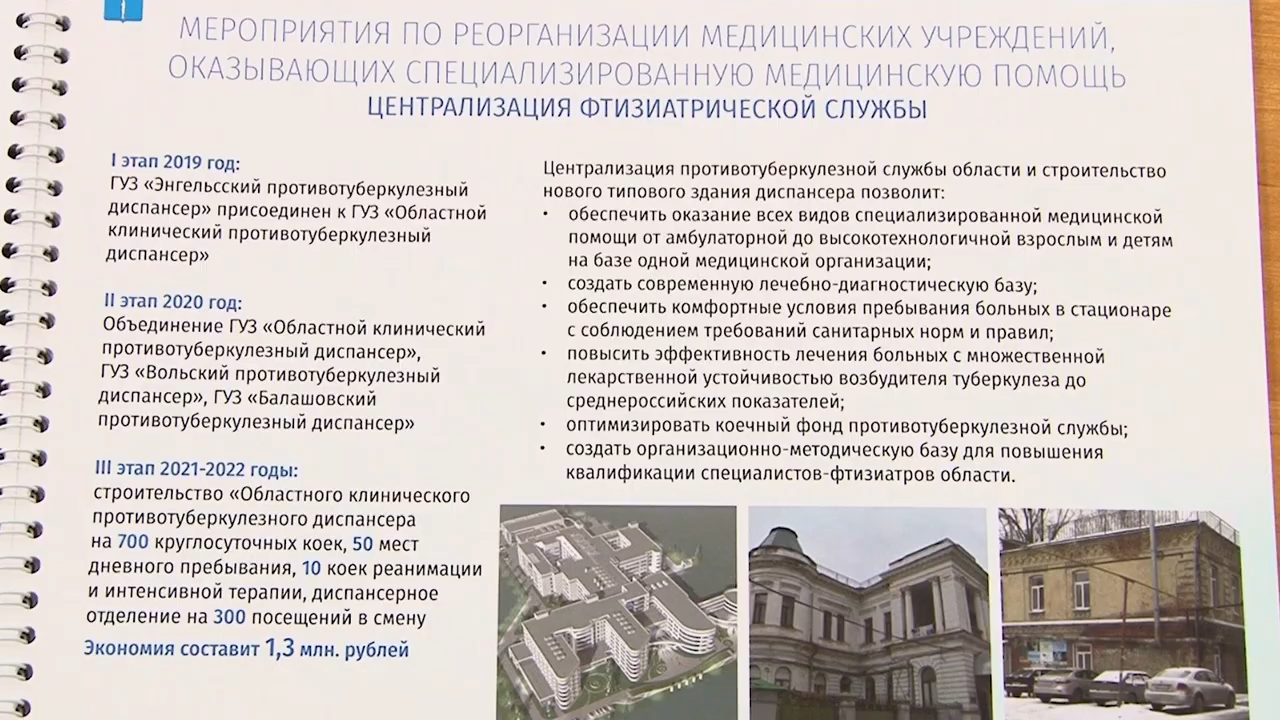 МЕРОПРИЯТИЯ ПО РЕОРГАНИЗАЦИИ МЕДИЦИНСКИХ УЧРЕЖДЕНИЙ,
ОКАЗЫВАЮЩИХ СПЕЦИАЛИЗИРОВАННУЮ МЕДИЦИНСКУЮ ПОМОЩЬ
ЦЕНТРАЛИЗАЦИЯ ФТИЗИАТРИЧЕСКОЙ СЛУЖБЫ
I этап 2019 год:
ГУЗ «Энгельсский противотуберкулезный
диспансер» присоединен к ГУЗ «Областной
клинический противотуберкулезный
диспансер»
II этап 2020 год:
Объединение ГУЗ «Областной клинический
противотуберкулезный диспансер»,
ГУЗ «Вольский противотуберкулезный
диспансер», ГУЗ «Балашовский
противотуберкулезный диспансер»
III этап 2021-2022 годы:
строительство «Областного клинического
противотуберкулезного диспансера
на 700 круглосуточных коек, 50 мест
дневного пребывания, 10 коек реанимации
и интенсивной терапии, диспансерное
отделение на 300 посещений в смену
Экономия составит 1,3 млн. рублей
Централизация противотуберкулезной службы области и строительство
нового типового здания диспансера позволит:
• обеспечить оказание всех видов специализированной медицинской
помощи от амбулаторной до высокотехнологичной взрослым и детям
на базе одной медицинской организации;
• создать современную лечебно-диагностическую базу;
• обеспечить комфортные условия пребывания больных в стационаре
с соблюдением требований санитарных норм и правил;
• повысить эффективность лечения больных с множественной
лекарственной устойчивостью возбудителя туберкулеза до
среднероссийских показателей;
• оптимизировать коечный фонд противотуберкулезной службы;
• создать организационно-методическую базу для повышения
квалификации специалистов-фтизиатров области.